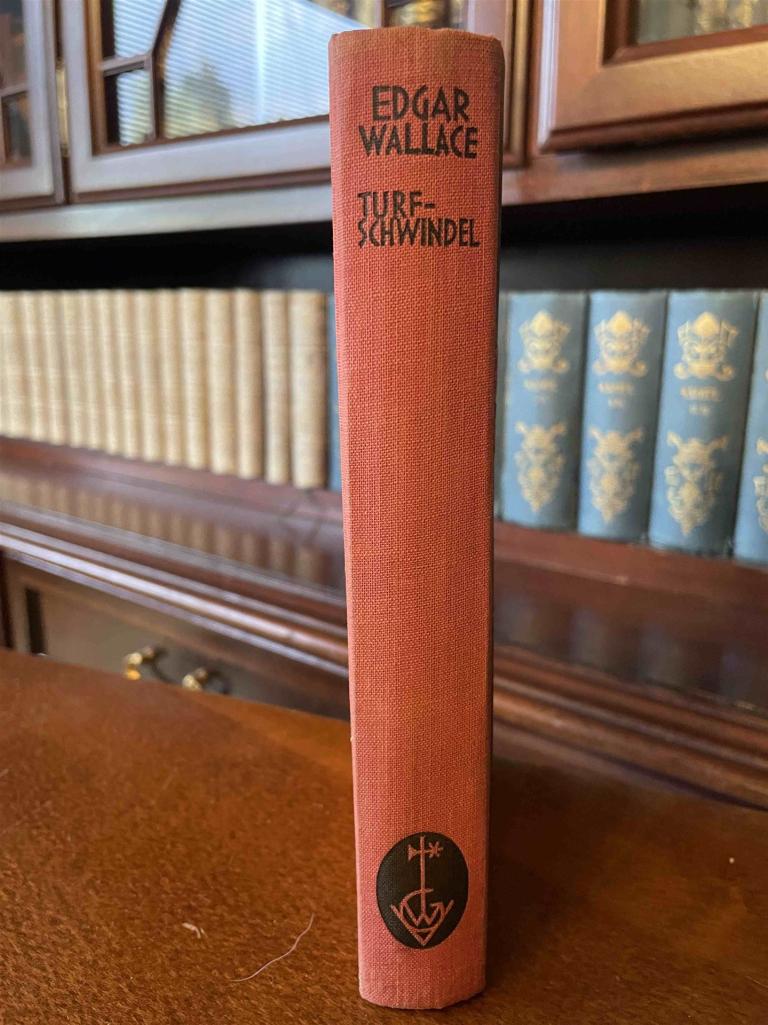 EDGAR
WALLACE
TURF-
SCHWINDEL